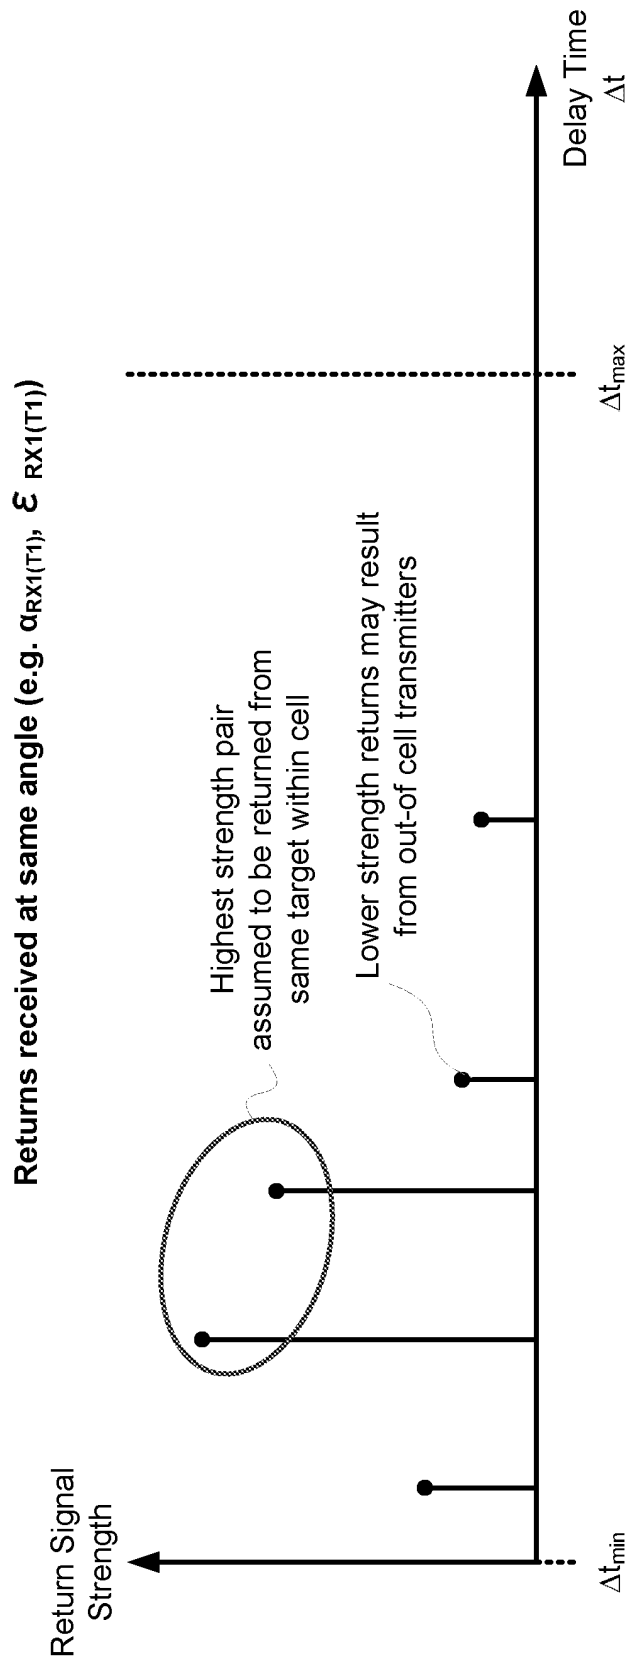 Returns received at same angle (e.g. αRX1(T1), ε RX1(T1))
Return Signal
Strength
Highest strength pair
assumed to be returned from
same target within cell
Lower strength returns may result
from out-of cell transmitters
Δtmin
Δtmax
Delay Time
Δt